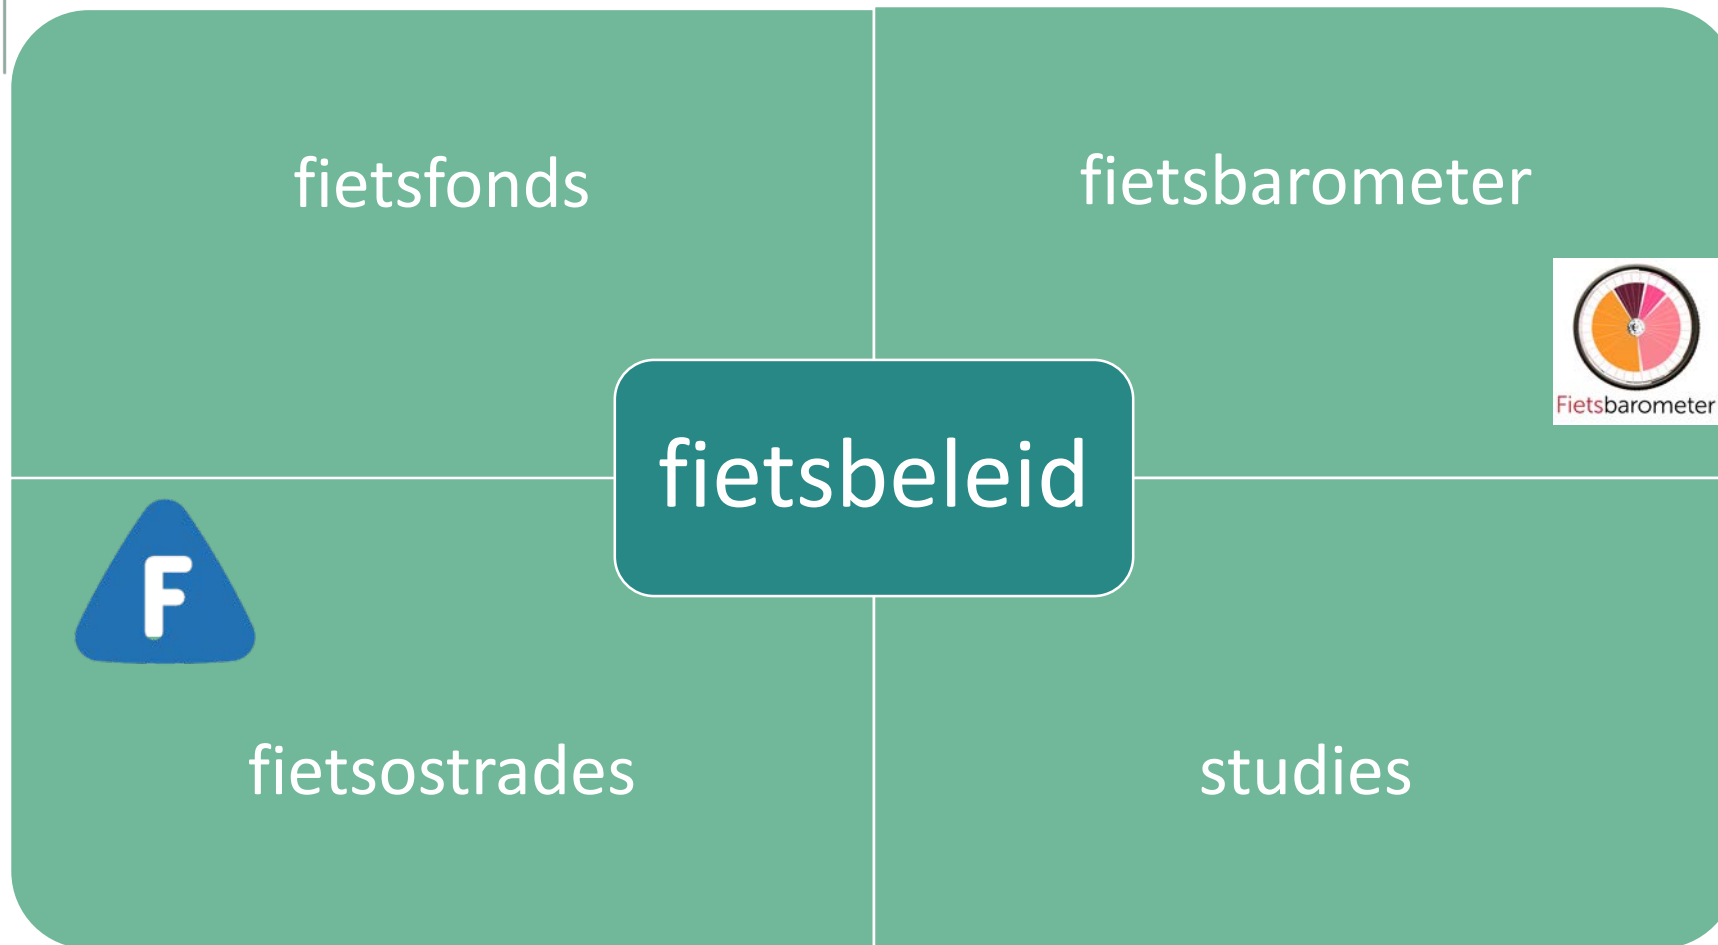 fietsfonds
fietsbarometer
Fietsbarometer
fietsbeleid
F
fietsostrades
studies